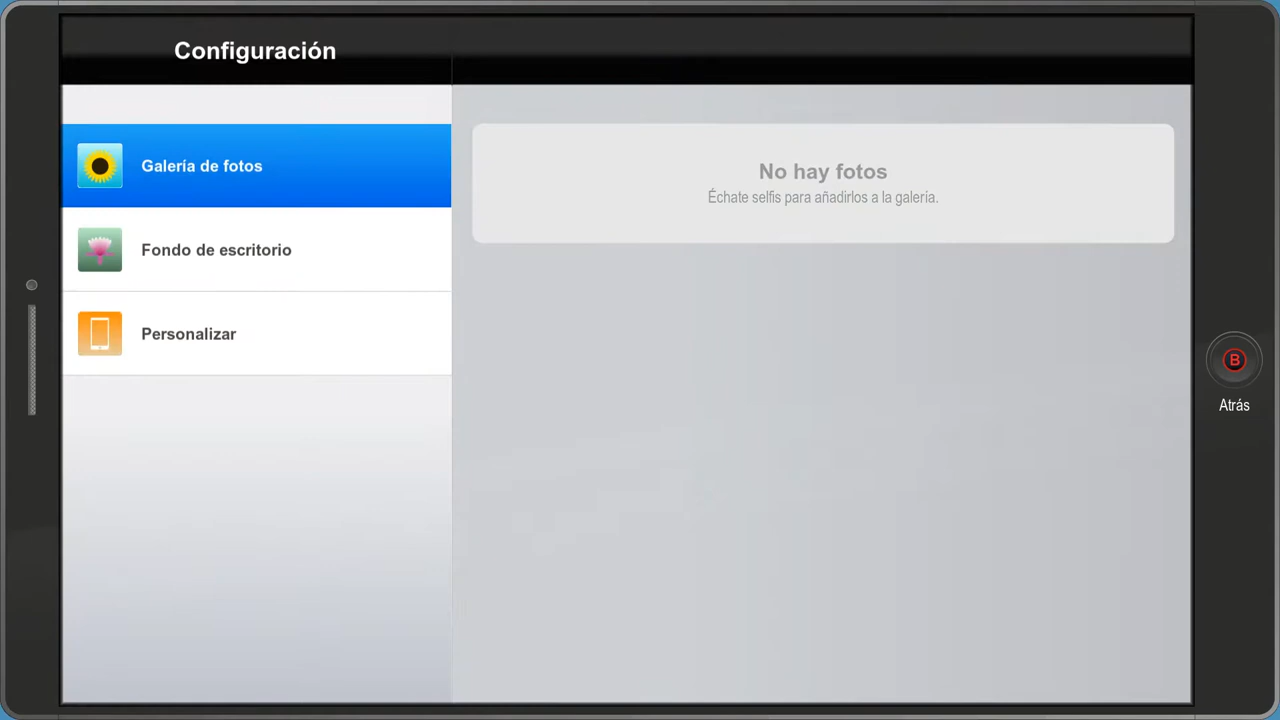 Configuración
Galería de fotos
Fondo de escritorio
Personalizar
No hay fotos
Échate selfis para añadirlos a la galería.
B
Atrás